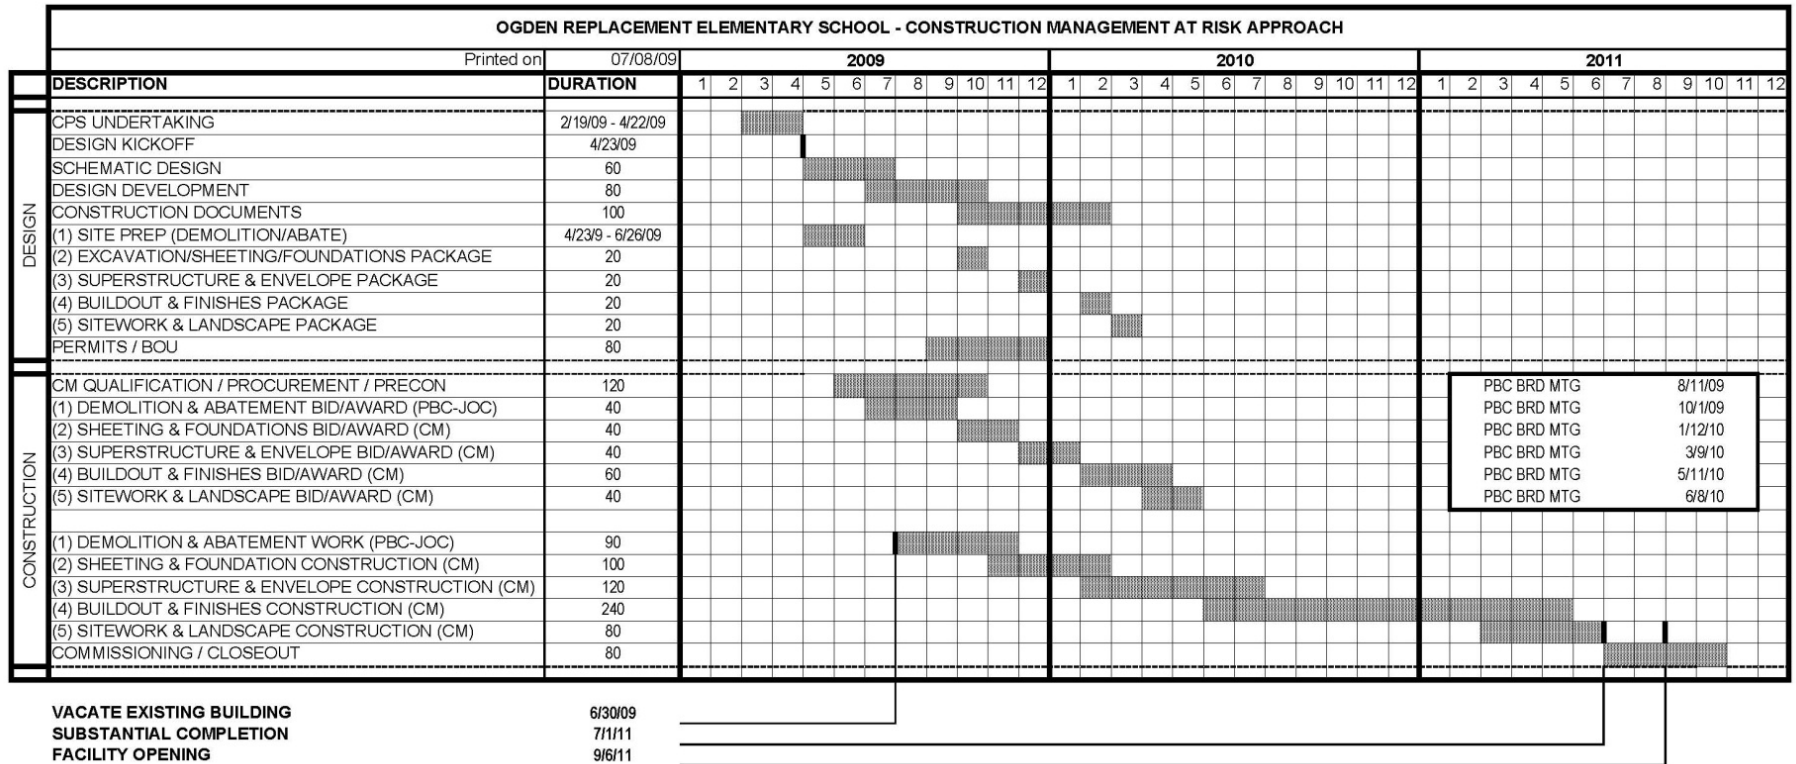 OGDEN REPLACEMENT ELEMENTARY SCHOOL - CONSTRUCTION MANAGEMENT AT RISK APPROACH
Printed on 07/08/09 2009 2010 2011
DESCRIPTION DURATION 1 2 3 4 5 6 7 8 9 10 11 12 1 2 3 4 5 6 7 8 9 10 11 12 1 2 3 4 5 6 7 8 9 10 11 12
DESIGN
CPS UNDERTAKING 2/19/09 - 4/22/09
DESIGN KICKOFF 4/23/09
SCHEMATIC DESIGN 60
DESIGN DEVELOPMENT 80
CONSTRUCTION DOCUMENTS 100
(1) SITE PREP (DEMOLITION/ABATE) 4/23/9 - 6/26/09
(2) EXCAVATION/SHEETING/FOUNDATIONS PACKAGE 20
(3) SUPERSTRUCTURE & ENVELOPE PACKAGE 20
(4) BUILDOUT & FINISHES PACKAGE 20
(5) SITEWORK & LANDSCAPE PACKAGE 20
PERMITS / BOU 80
CONSTRUCTION
CM QUALIFICATION / PROCUREMENT / PRECON 120 PBC BRD MTG 8/11/09
(1) DEMOLITION & ABATEMENT BID/AWARD (PBC-JOC) 40 PBC BRD MTG 10/1/09
(2) SHEETING & FOUNDATIONS BID/AWARD (CM) 40 PBC BRD MTG 1/12/10
(3) SUPERSTRUCTURE & ENVELOPE BID/AWARD (CM) 40 PBC BRD MTG 3/9/10
(4) BUILDOUT & FINISHES BID/AWARD (CM) 60 PBC BRD MTG 5/11/10
(5) SITEWORK & LANDSCAPE BID/AWARD (CM) 40 PBC BRD MTG 6/8/10
(1) DEMOLITION & ABATEMENT WORK (PBC-JOC) 90
(2) SHEETING & FOUNDATION CONSTRUCTION (CM) 100
(3) SUPERSTRUCTURE & ENVELOPE CONSTRUCTION (CM) 120
(4) BUILDOUT & FINISHES CONSTRUCTION (CM) 240
(5) SITEWORK & LANDSCAPE CONSTRUCTION (CM) 80
COMMISSIONING / CLOSEOUT 80
VACATE EXISTING BUILDING 6/30/09
SUBSTANTIAL COMPLETION 7/1/11
FACILITY OPENING 9/6/11